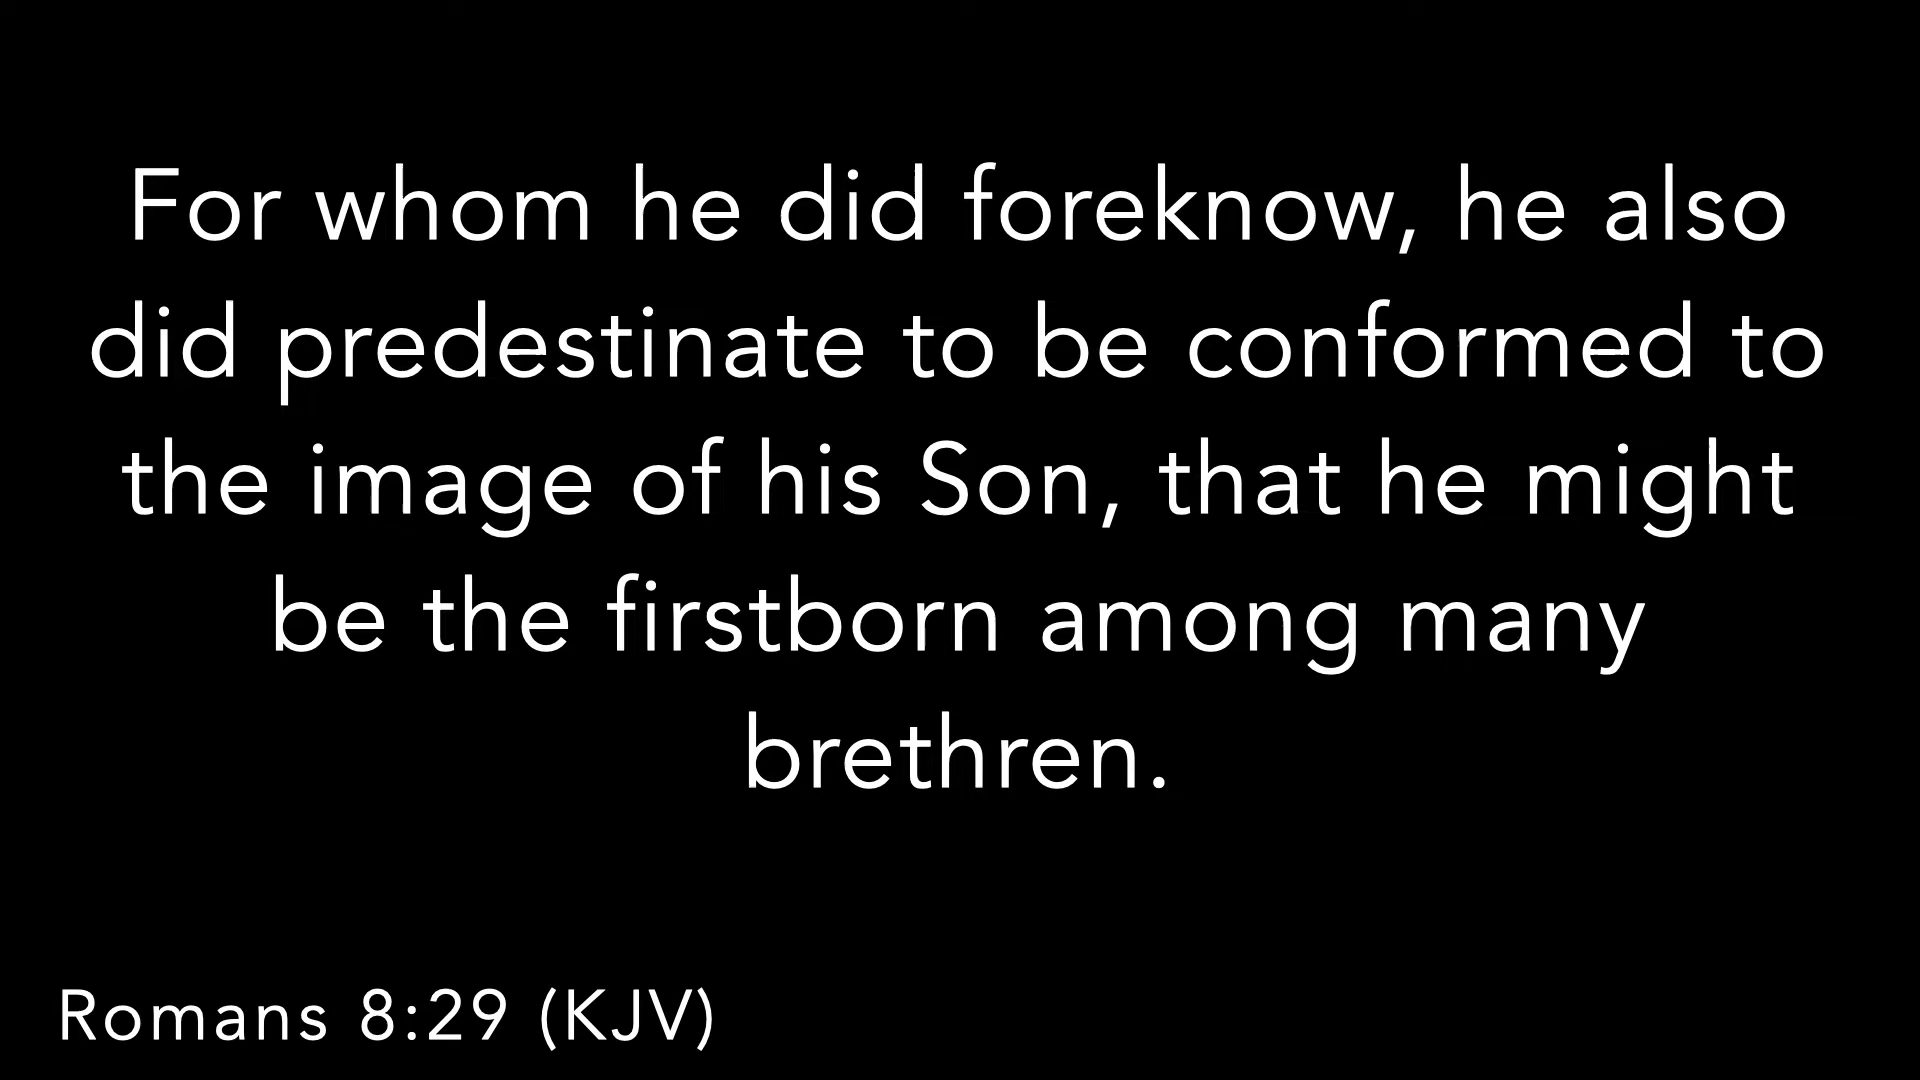 For whom he did foreknow, he also
did predestinate to be conformed to
the image of his Son, that he might
be the firstborn among many
brethren.
Romans 8:29 (KJV)